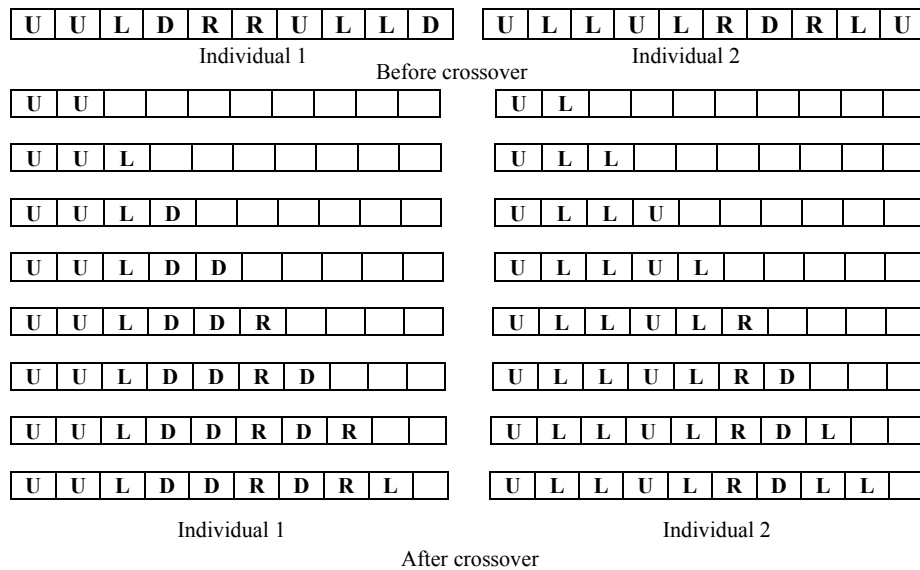 U U L D R R U L L D U L L U L R D R L U
Individual 1 Individual 2
Before crossover
U U U L
U U L U L L
U U L D U L L U
U U L D D U L L U L
U U L D D R U L L U L R
U U L D D R D U L L U L R D
U U L D D R D R U L L U L R D L
U U L D D R D R L U L L U L R D L L
Individual 1 Individual 2
After crossover